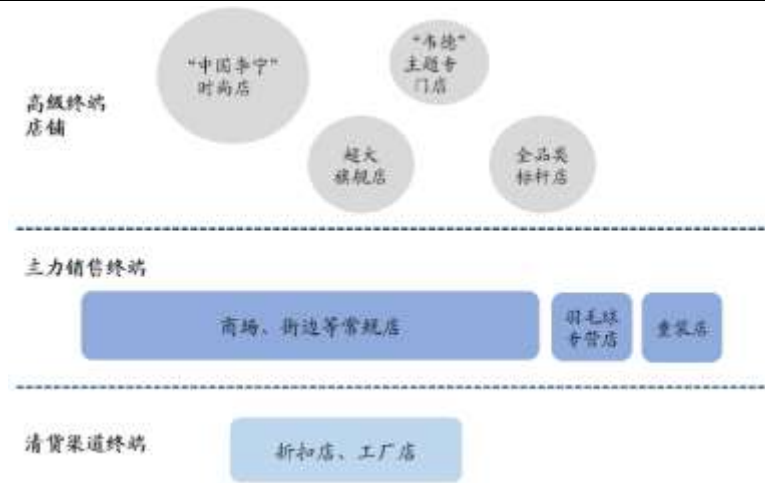 “中国李宁”
时尚店
“韦德”
主题专
门店
高级终端
店铺
超大
旗舰店
全品类
标杆店
主力销售终端
商场、街边等常规店
羽毛球
专营店
童装店
清货渠道终端
折扣店、工厂店